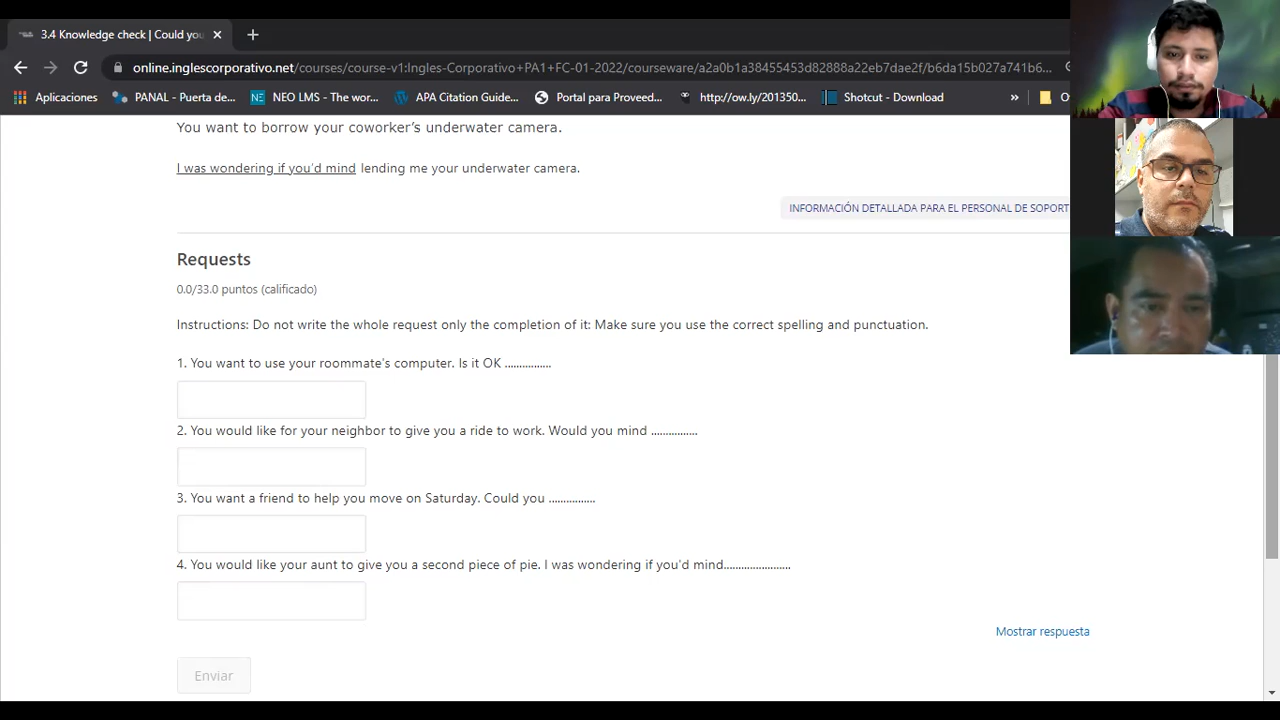 3.4 Knowledge check | Could you
online.inglescorporativo.net/courses/course-v1:Ingles-Corp +PA1+FC-01-2022/courseware/a2a0b1a38455453d82888a22eb7dae2f/b6da15b027a741b6...
Aplicaciones PANAL - Puerta de... NE NEO LMS - The wor... APA Citation Guide... Portal para Proveed... http://ow.ly/201350... Shotcut - Download »
You want to borrow your coworker's underwater camera.
I was wondering if you'd mind lending me your underwater camera.
INFORMACIÓN DETALLADA PARA EL PERSONAL DE SOPORT
Requests
0.0/33.0 puntos (calificado)
Instructions: Do not write the whole request only the completion of it: Make sure you use the correct spelling and punctuation.
1. You want to use your roommate's computer. Is it OK ...............
2. You would like for your neighbor to give you a ride to work. Would you mind ...............
3. You want a friend to help you move on Saturday. Could you ...............
4. You would like your aunt to give you a second piece of pie. I was wondering if you'd mind......................
Mostrar respuesta
Enviar